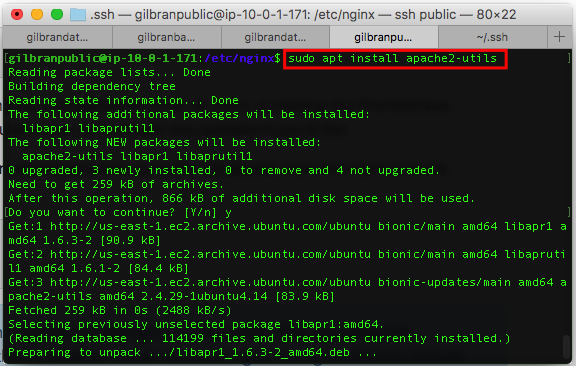 .ssh — gilbranpublic@ip-10-0-1-171: /etc/nginx — ssh public — 80×22
gilbrandat... gilbranba... gilbrandat... gilbranpu... ~/.ssh +
[gilbranpublic@ip-10-0-1-171:/etc/nginx$ sudo apt install apache2-utils ]
Reading package lists... Done
Building dependency tree
Reading state information... Done
The following additional packages will be installed:
  libapr1 libaprutil1
The following NEW packages will be installed:
  apache2-utils libapr1 libaprutil1
0 upgraded, 3 newly installed, 0 to remove and 4 not upgraded.
Need to get 259 kB of archives.
After this operation, 866 kB of additional disk space will be used.
[Do you want to continue? [Y/n] y ]
Get:1 http://us-east-1.ec2.archive.ubuntu.com/ubuntu bionic/main amd64 libapr1 a
md64 1.6.3-2 [90.9 kB]
Get:2 http://us-east-1.ec2.archive.ubuntu.com/ubuntu bionic/main amd64 libapruti
l1 amd64 1.6.1-2 [84.4 kB]
Get:3 http://us-east-1.ec2.archive.ubuntu.com/ubuntu bionic-updates/main amd64 a
pache2-utils amd64 2.4.29-1ubuntu4.14 [83.9 kB]
Fetched 259 kB in 0s (2488 kB/s)
Selecting previously unselected package libapr1:amd64.
(Reading database ... 114199 files and directories currently installed.)
Preparing to unpack .../libapr1_1.6.3-2_amd64.deb ...